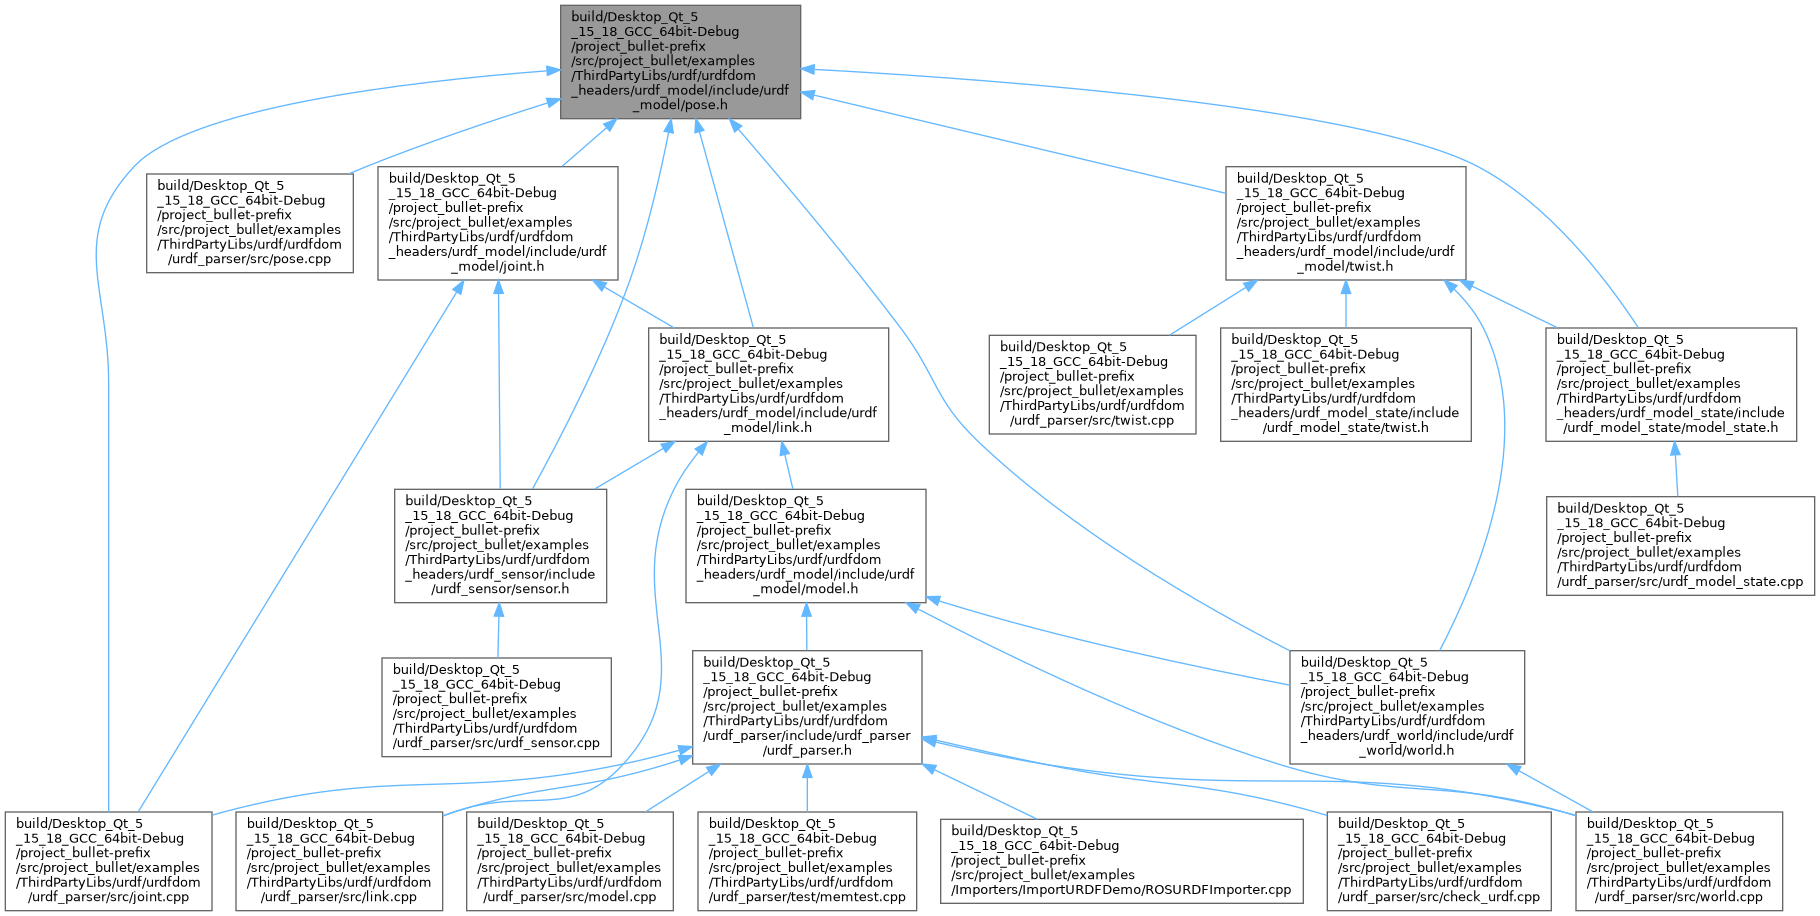 build/Desktop_Qt_5
_15_18_GCC_64bit-Debug
/project_bullet-prefix
/src/project_bullet/examples
/ThirdPartyLibs/urdf/urdfdom
_headers/urdf_model/include/urdf
_model/pose.h
build/Desktop_Qt_5
_15_18_GCC_64bit-Debug
/project_bullet-prefix
/src/project_bullet/examples
/ThirdPartyLibs/urdf/urdfdom
/urdf_parser/src/pose.cpp
build/Desktop_Qt_5
_15_18_GCC_64bit-Debug
/project_bullet-prefix
/src/project_bullet/examples
/ThirdPartyLibs/urdf/urdfdom
_headers/urdf_model/include/urdf
_model/joint.h
build/Desktop_Qt_5
_15_18_GCC_64bit-Debug
/project_bullet-prefix
/src/project_bullet/examples
/ThirdPartyLibs/urdf/urdfdom
_headers/urdf_model/include/urdf
_model/twist.h
build/Desktop_Qt_5
_15_18_GCC_64bit-Debug
/project_bullet-prefix
/src/project_bullet/examples
/ThirdPartyLibs/urdf/urdfdom
_headers/urdf_model/include/urdf
_model/link.h
build/Desktop_Qt_5
_15_18_GCC_64bit-Debug
/project_bullet-prefix
/src/project_bullet/examples
/ThirdPartyLibs/urdf/urdfdom
/urdf_parser/src/twist.cpp
build/Desktop_Qt_5
_15_18_GCC_64bit-Debug
/project_bullet-prefix
/src/project_bullet/examples
/ThirdPartyLibs/urdf/urdfdom
_headers/urdf_model_state/include
/urdf_model_state/twist.h
build/Desktop_Qt_5
_15_18_GCC_64bit-Debug
/project_bullet-prefix
/src/project_bullet/examples
/ThirdPartyLibs/urdf/urdfdom
_headers/urdf_model_state/include
/urdf_model_state/model_state.h
build/Desktop_Qt_5
_15_18_GCC_64bit-Debug
/project_bullet-prefix
/src/project_bullet/examples
/ThirdPartyLibs/urdf/urdfdom
_headers/urdf_sensor/include
/urdf_sensor/sensor.h
build/Desktop_Qt_5
_15_18_GCC_64bit-Debug
/project_bullet-prefix
/src/project_bullet/examples
/ThirdPartyLibs/urdf/urdfdom
_headers/urdf_model/include/urdf
_model/model.h
build/Desktop_Qt_5
_15_18_GCC_64bit-Debug
/project_bullet-prefix
/src/project_bullet/examples
/ThirdPartyLibs/urdf/urdfdom
/urdf_parser/src/urdf_model_state.cpp
build/Desktop_Qt_5
_15_18_GCC_64bit-Debug
/project_bullet-prefix
/src/project_bullet/examples
/ThirdPartyLibs/urdf/urdfdom
/urdf_parser/src/urdf_sensor.cpp
build/Desktop_Qt_5
_15_18_GCC_64bit-Debug
/project_bullet-prefix
/src/project_bullet/examples
/ThirdPartyLibs/urdf/urdfdom
/urdf_parser/include/urdf_parser
/urdf_parser.h
build/Desktop_Qt_5
_15_18_GCC_64bit-Debug
/project_bullet-prefix
/src/project_bullet/examples
/ThirdPartyLibs/urdf/urdfdom
_headers/urdf_world/include/urdf
_world/world.h
build/Desktop_Qt_5
_15_18_GCC_64bit-Debug
/project_bullet-prefix
/src/project_bullet/examples
/ThirdPartyLibs/urdf/urdfdom
/urdf_parser/src/joint.cpp
build/Desktop_Qt_5
_15_18_GCC_64bit-Debug
/project_bullet-prefix
/src/project_bullet/examples
/ThirdPartyLibs/urdf/urdfdom
/urdf_parser/src/link.cpp
build/Desktop_Qt_5
_15_18_GCC_64bit-Debug
/project_bullet-prefix
/src/project_bullet/examples
/ThirdPartyLibs/urdf/urdfdom
/urdf_parser/src/model.cpp
build/Desktop_Qt_5
_15_18_GCC_64bit-Debug
/project_bullet-prefix
/src/project_bullet/examples
/ThirdPartyLibs/urdf/urdfdom
/urdf_parser/test/memtest.cpp
build/Desktop_Qt_5
_15_18_GCC_64bit-Debug
/project_bullet-prefix
/src/project_bullet/examples
/Importers/ImportURDFDemo/ROSURDFImporter.cpp
build/Desktop_Qt_5
_15_18_GCC_64bit-Debug
/project_bullet-prefix
/src/project_bullet/examples
/ThirdPartyLibs/urdf/urdfdom
/urdf_parser/src/check_urdf.cpp
build/Desktop_Qt_5
_15_18_GCC_64bit-Debug
/project_bullet-prefix
/src/project_bullet/examples
/ThirdPartyLibs/urdf/urdfdom
/urdf_parser/src/world.cpp